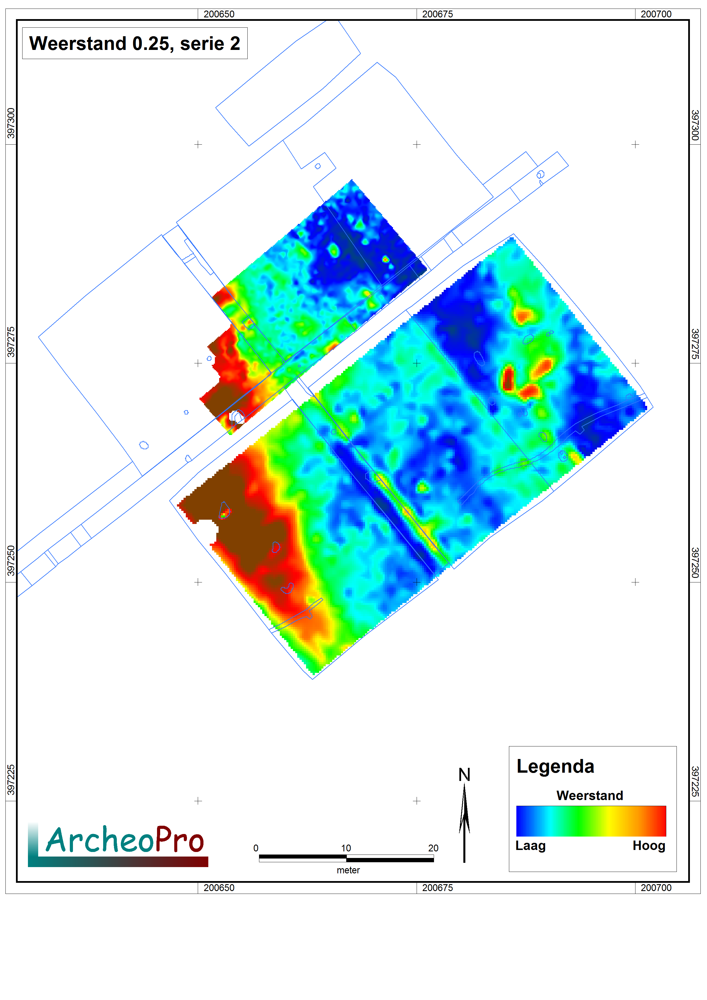 200650 200675 200700
Weerstand 0.25, serie 2
397300 397300
397275 397275
397250 397250
397225 397225
N
Legenda
Weerstand
Laag Hoog
ArcheoPro
0 10 20
meter
200650 200675 200700